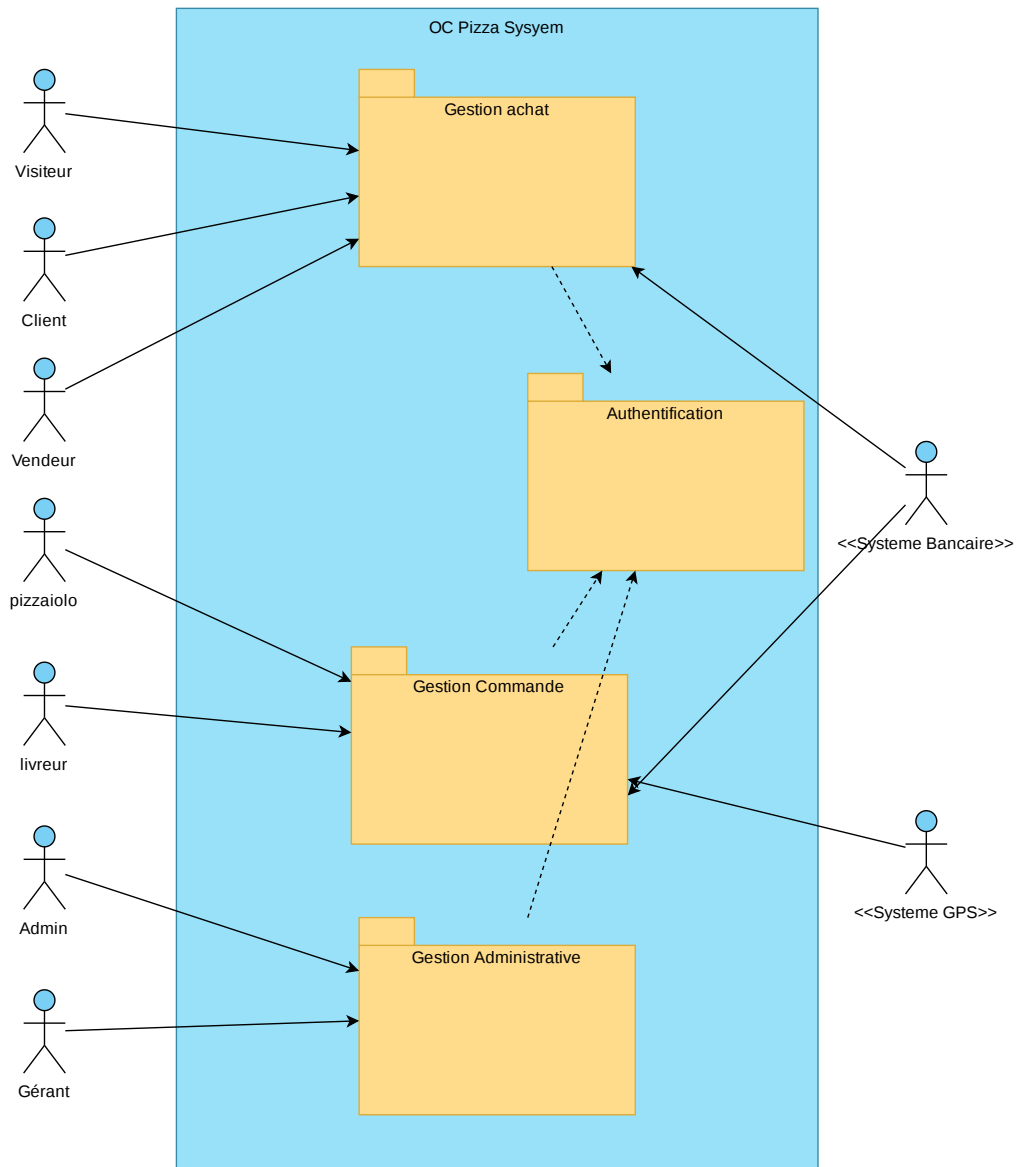 OC Pizza Sysyem
Gestion achat
Visiteur
Client
Authentification
Vendeur
<<Systeme Bancaire>>
pizzaiolo
Gestion Commande
livreur
<<Systeme GPS>>
Admin
Gestion Administrative
Gérant